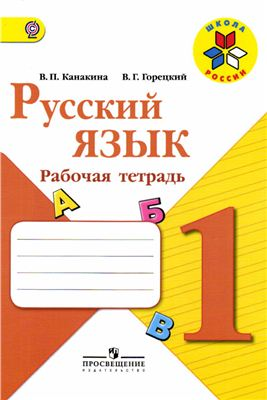 ШКОЛА
РОССИИ
В. П. Канакина В. Г. Горецкий
Русский
язык
Рабочая тетрадь
А
Б
В
1
ПРОСВЕЩЕНИЕ
ИЗДАТЕЛЬСТВО